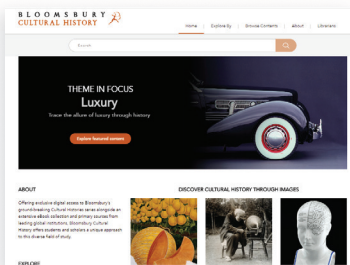 BLOOMSBURY
CULTURAL HISTORY
Home | Explore By | Browse Contents | About | Librarians
Search
THEME IN FOCUS
Luxury
Trace the allure of luxury through history
Explore featured content
ABOUT
DISCOVER CULTURAL HISTORY THROUGH IMAGES
Offering exclusive digital access to Bloomsbury's
ground-breaking Cultural Histories series alongside an
extensive eBook collection and primary sources from
leading global institutions, Bloomsbury Cultural
History offers students and scholars a unique approach
to this diverse field of study.
EXPLORE